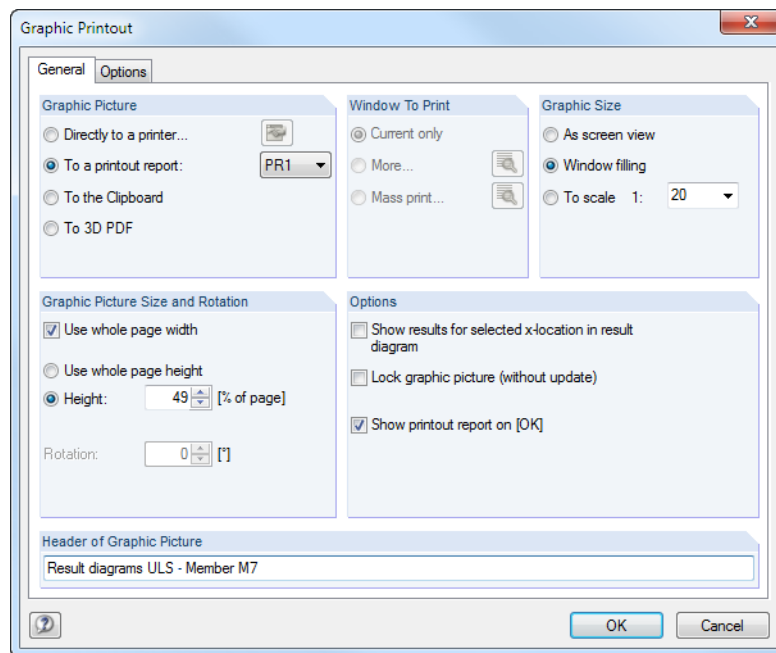 Graphic Printout
General
Options
Graphic Picture
Directly to a printer...
To a printout report:
PR1
To the Clipboard
To 3D PDF
Window To Print
Current only
More...
Mass print...
Graphic Size
As screen view
Window filling
To scale 1:
20
Graphic Picture Size and Rotation
Use whole page width
Use whole page height
Height:
49
[% of page]
Rotation:
0
[°]
Options
Show results for selected x-location in result
diagram
Lock graphic picture (without update)
Show printout report on [OK]
Header of Graphic Picture
Result diagrams ULS - Member M7
OK
Cancel